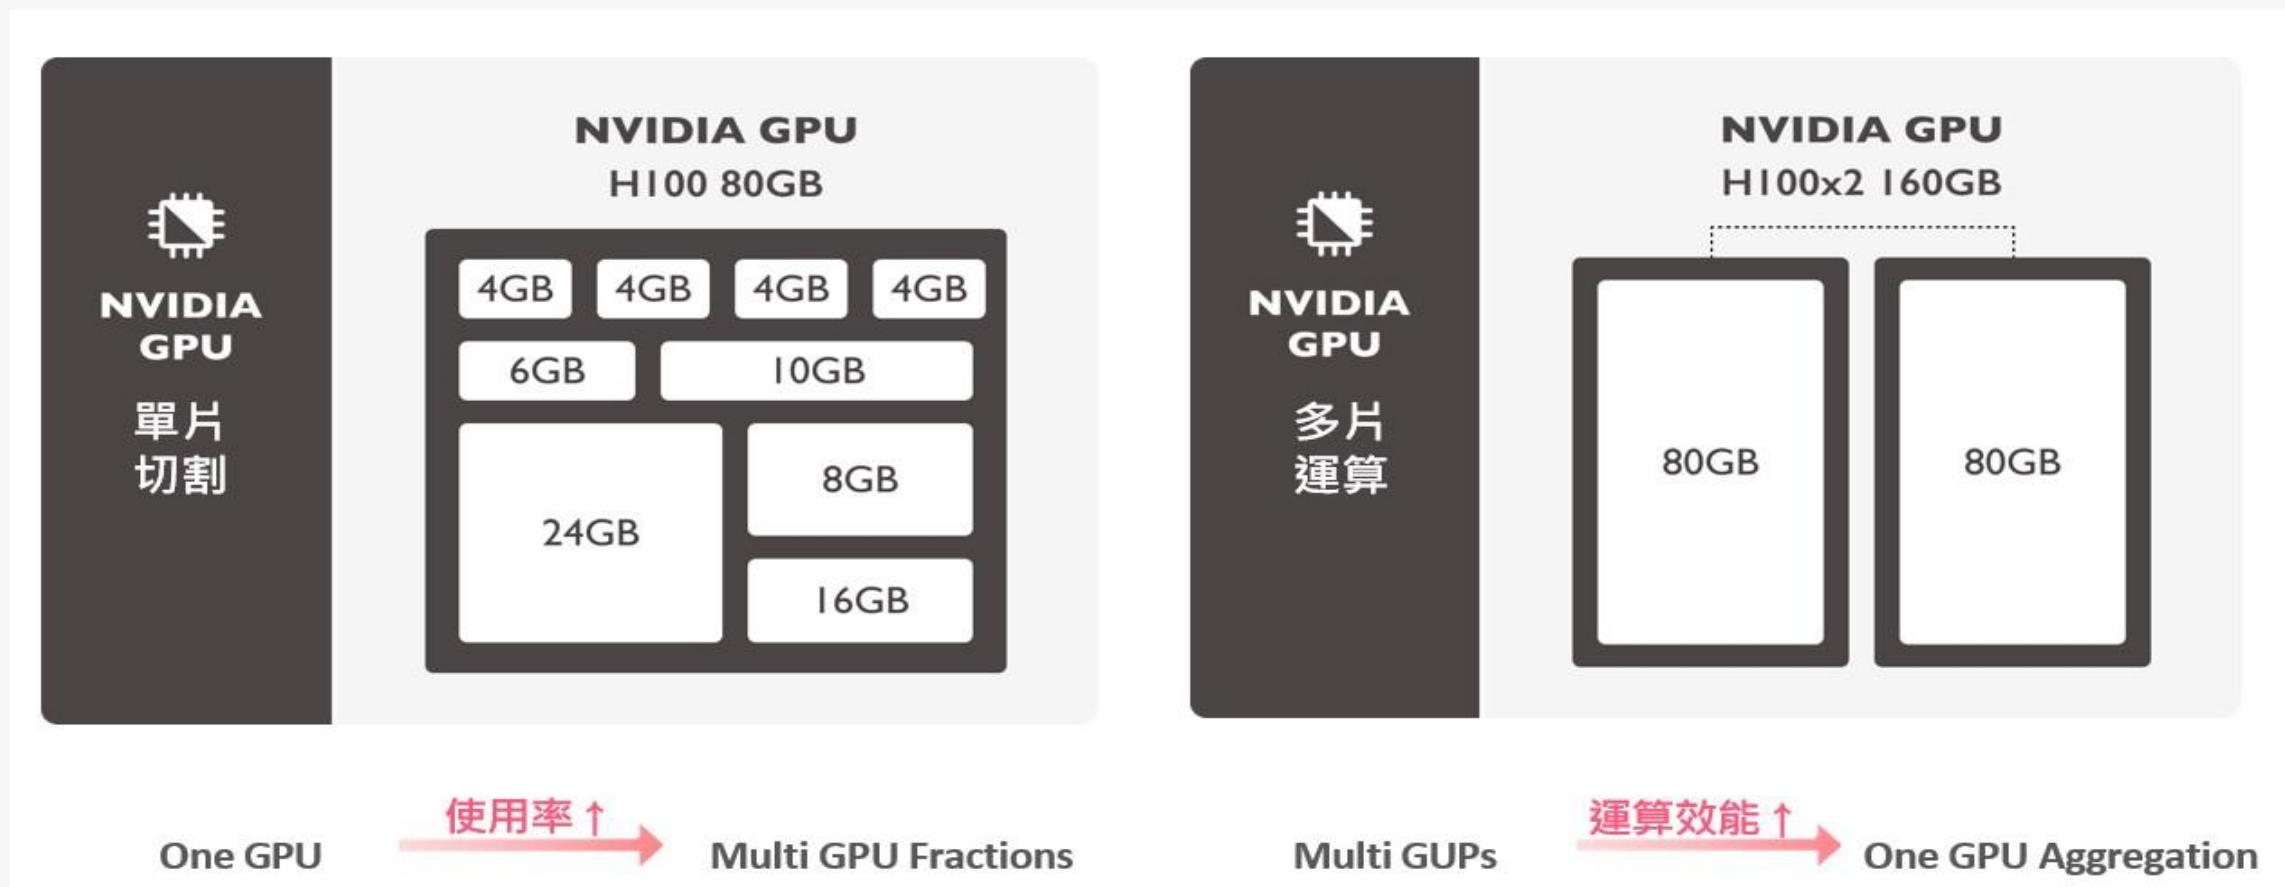 NVIDIA
GPU
單片
切割
NVIDIA GPU
H100 80GB
4GB
4GB
4GB
4GB
6GB
10GB
24GB
8GB
16GB
One GPU
使用率↑
Multi GPU Fractions
NVIDIA
GPU
多片
運算
NVIDIA GPU
H100x2 160GB
80GB
80GB
Multi GUPs
運算效能↑
One GPU Aggregation